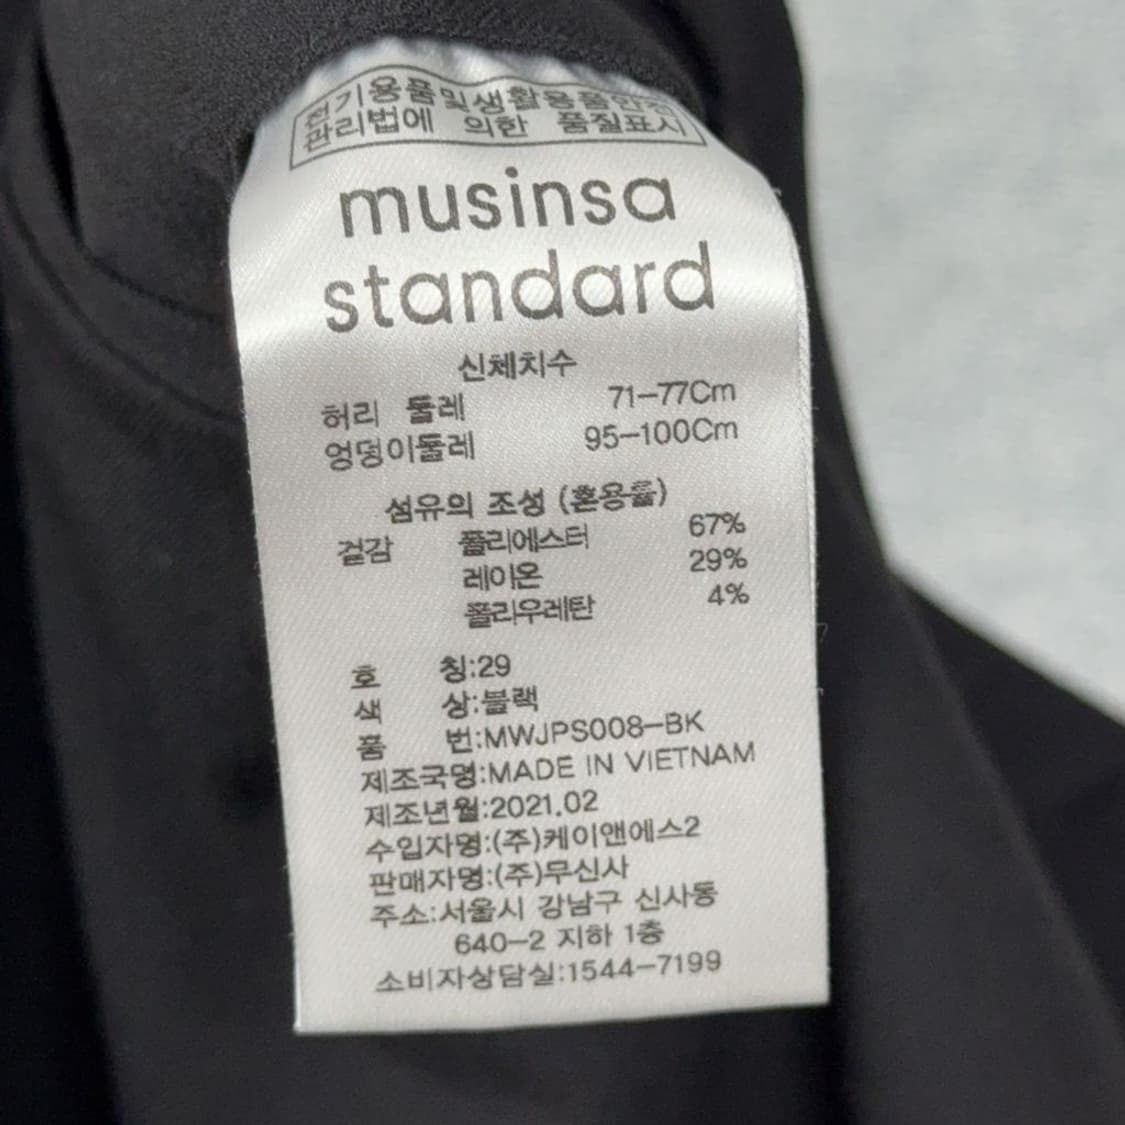 전기용품및생활용품안전
관리법에 의한 품질표시
musinsa
standard
신체치수
허리 둘레 71-77Cm
엉덩이둘레 95-100Cm
섬유의 조성 (혼용률)
겉감 폴리에스터 67%
레이온 29%
폴리우레탄 4%
호 칭:29
색 상:블랙
품 번:MWJPS008-BK
제조국명:MADE IN VIETNAM
제조년월:2021.02
수입자명:(주)케이앤에스2
판매자명:(주)무신사
주소:서울시 강남구 신사동
640-2 지하 1층
소비자상담실:1544-7199